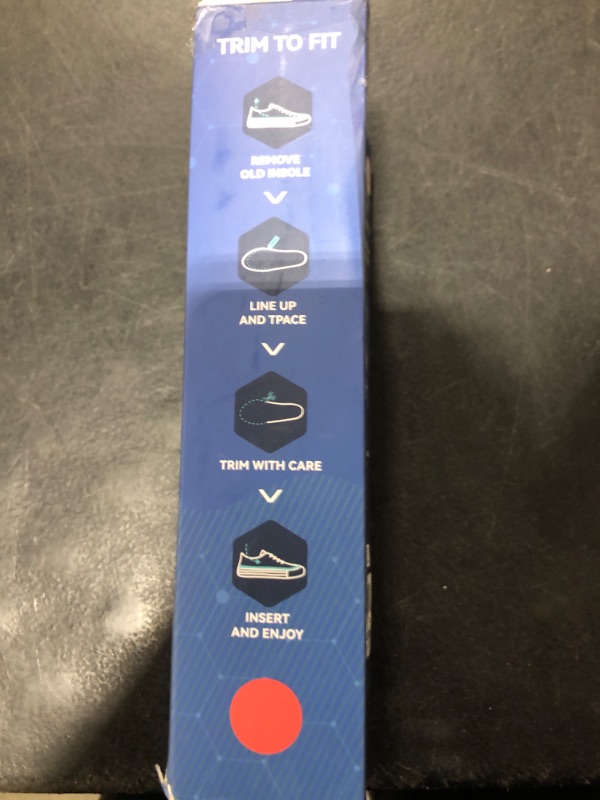 TRIM TO FIT
REMOVE
OLD INSOLE
LINE UP
AND TPACE
TRIM WITH CARE
INSERT
AND ENJOY